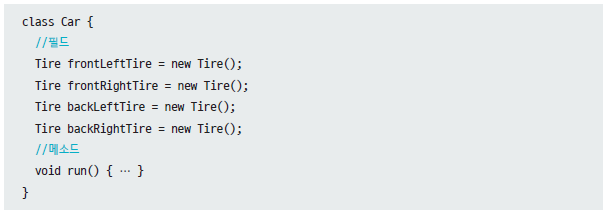 class Car {
//필드
Tire frontLeftTire = new Tire();
Tire frontRightTire = new Tire();
Tire backLeftTire = new Tire();
Tire backRightTire = new Tire();
//메소드
void run() { … }
}